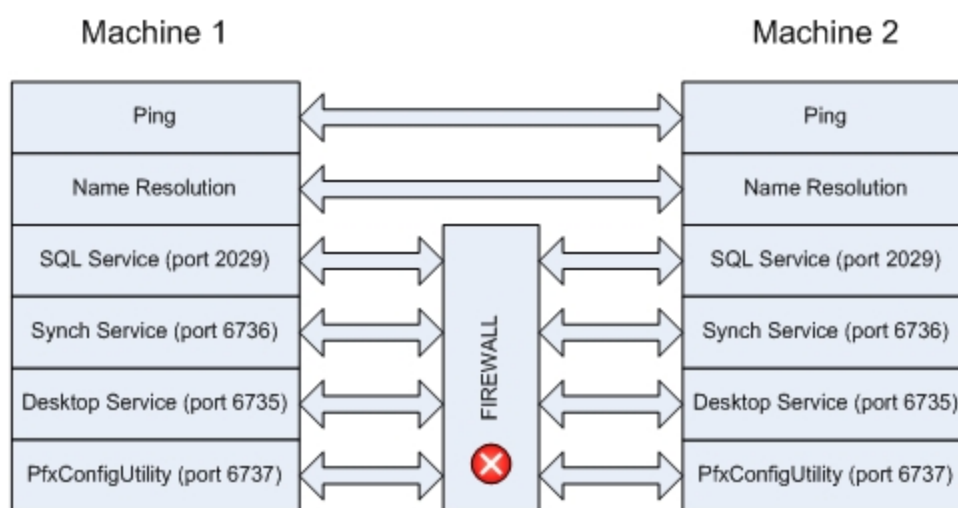 Machine 1
Machine 2
Ping
Ping
Name Resolution
Name Resolution
SQL Service (port 2029)
SQL Service (port 2029)
Synch Service (port 6736)
Synch Service (port 6736)
FIREWALL
Desktop Service (port 6735)
Desktop Service (port 6735)
PfxConfigUtility (port 6737)
PfxConfigUtility (port 6737)